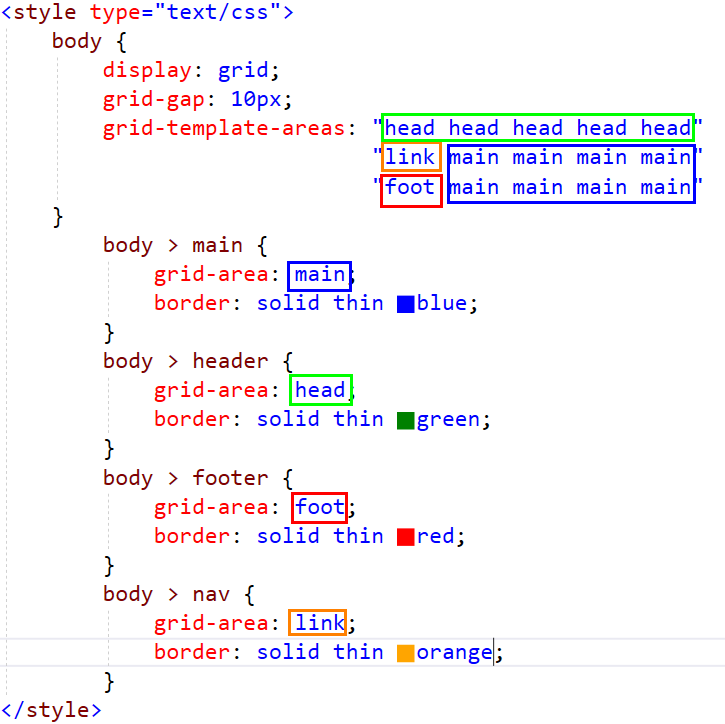 <style type="text/css">
    body {
        display: grid;
        grid-gap: 10px;
        grid-template-areas: "head head head head head"
                             "link main main main main"
                             "foot main main main main"
    }
        body > main {
            grid-area: main;
            border: solid thin blue;
        }
        body > header {
            grid-area: head;
            border: solid thin green;
        }
        body > footer {
            grid-area: foot;
            border: solid thin red;
        }
        body > nav {
            grid-area: link;
            border: solid thin orange;
        }
</style>